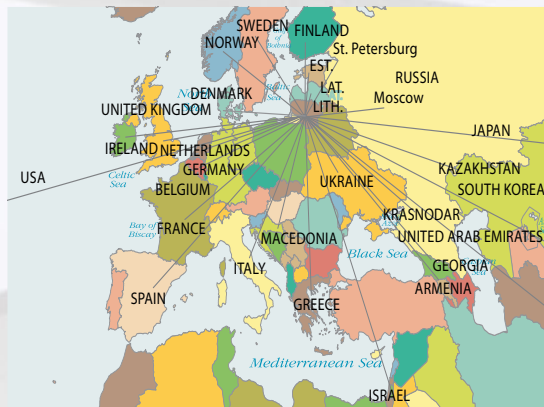 SWEDEN
FINLAND
NORWAY
St. Petersburg
EST.
RUSSIA
LAT.
DENMARK
Baltic
Sea
Moscow
UNITED KINGDOM
LITH.
JAPAN
IRELAND
NETHERLANDS
GERMANY
KAZAKHSTAN
USA
Celtic
Sea
BELGIUM
UKRAINE
SOUTH KOREA
KRASNODAR
Bay of
Biscay
FRANCE
MACEDONIA
UNITED ARAB EMIRATES
Black Sea
ITALY
GEORGIA
ARMENIA
SPAIN
GREECE
Mediterranean Sea
ISRAEL